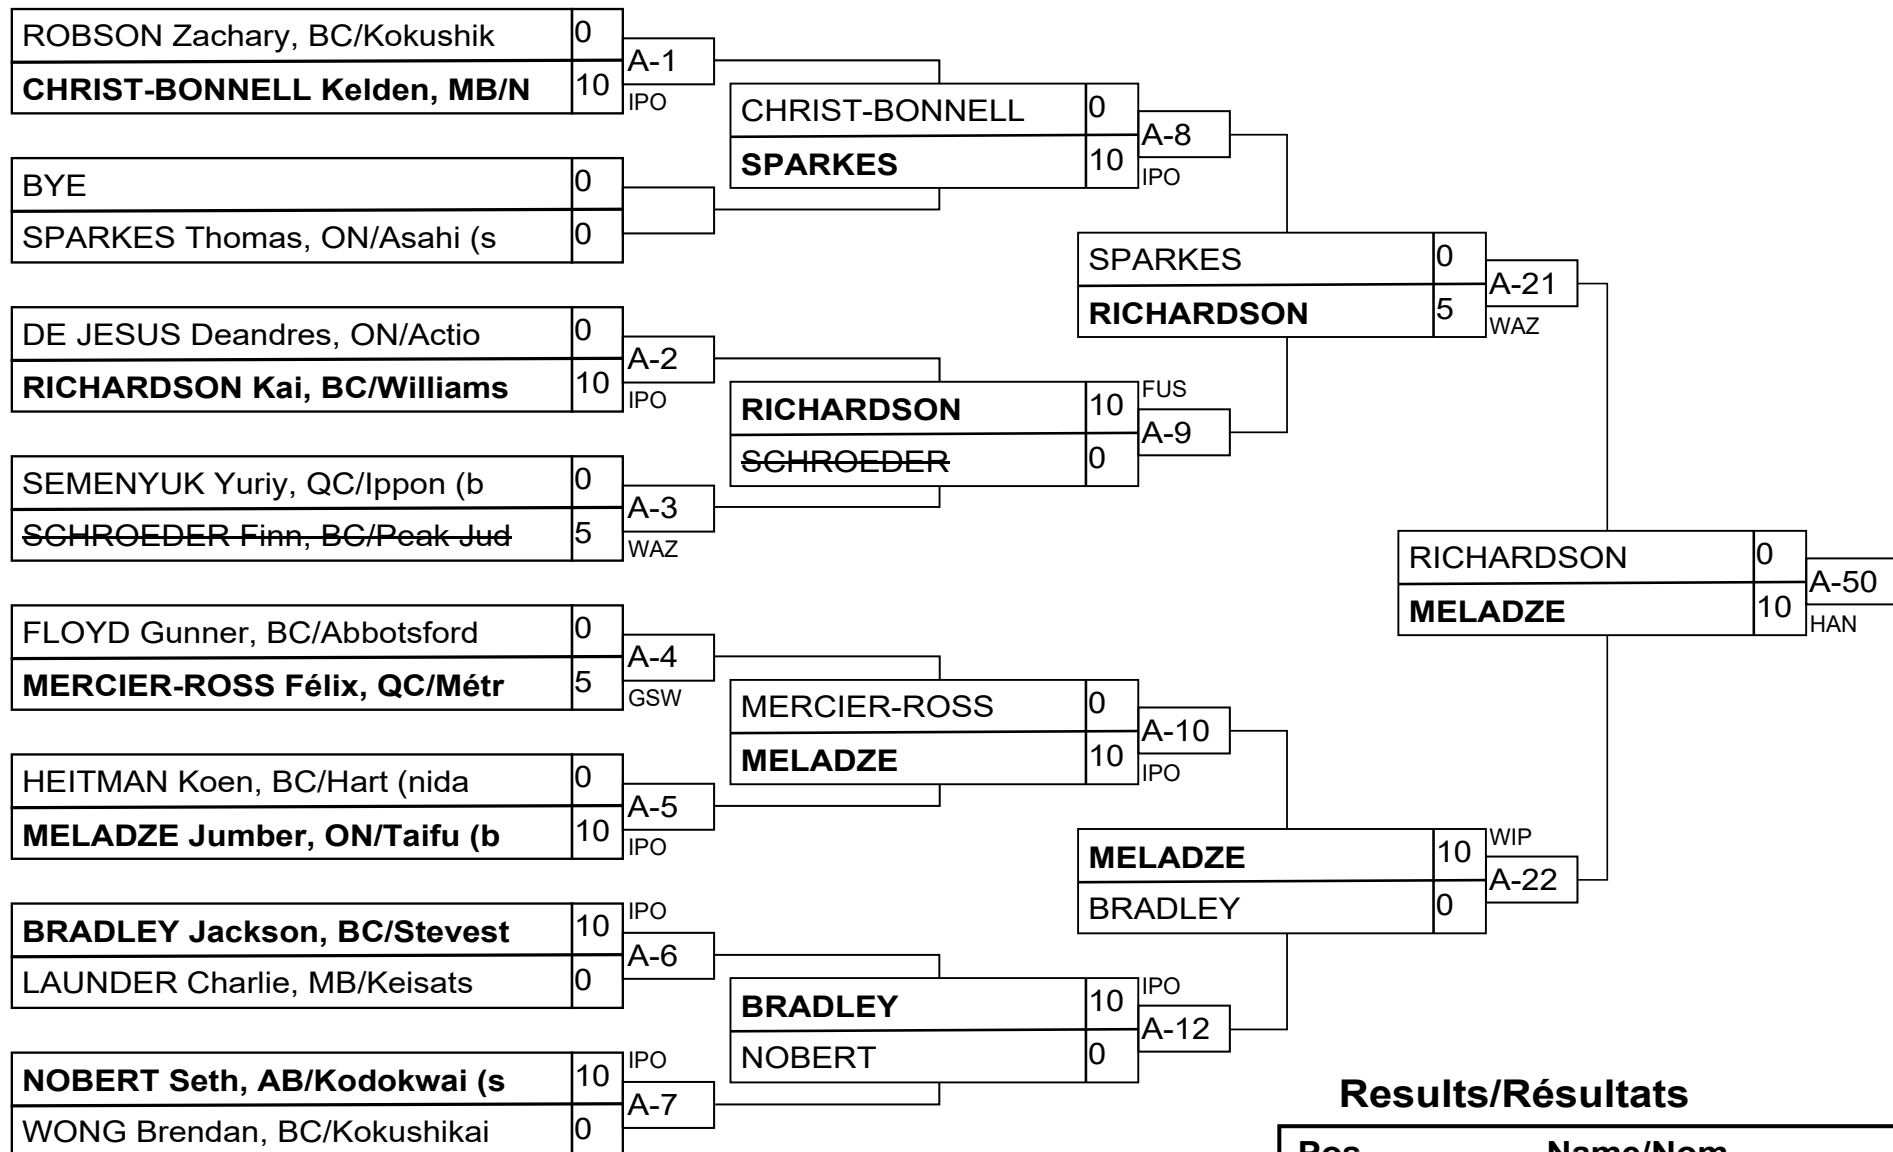 ROBSON Zachary, BC/Kokushik 0
A-1
CHRIST-BONNELL Kelden, MB/N 10
IPO
BYE 0
SPARKES Thomas, ON/Asahi (s 0
DE JESUS Deandres, ON/Actio 0
A-2
RICHARDSON Kai, BC/Williams 10
IPO
SEMENYUK Yuriy, QC/Ippon (b 0
A-3
SCHROEDER Finn, BC/Peak Jud 5
WAZ
FLOYD Gunner, BC/Abbotsford 0
A-4
MERCIER-ROSS Félix, QC/Métr 5
GSW
HEITMAN Koen, BC/Hart (nida 0
A-5
MELADZE Jumber, ON/Taifu (b 10
IPO
BRADLEY Jackson, BC/Stevest 10
IPO
A-6
LAUNDER Charlie, MB/Keisats 0
NOBERT Seth, AB/Kodokwai (s 10
IPO
A-7
WONG Brendan, BC/Kokushikai 0
CHRIST-BONNELL 0
A-8
SPARKES 10
IPO
RICHARDSON 10
FUS
A-9
SCHROEDER 0
MERCIER-ROSS 0
A-10
MELADZE 10
IPO
BRADLEY 10
IPO
A-12
NOBERT 0
SPARKES 0
A-21
RICHARDSON 5
WAZ
MELADZE 10
WIP
A-22
BRADLEY 0
RICHARDSON 0
A-50
MELADZE 10
HAN
Results/Résultats
Pos Name/Nom